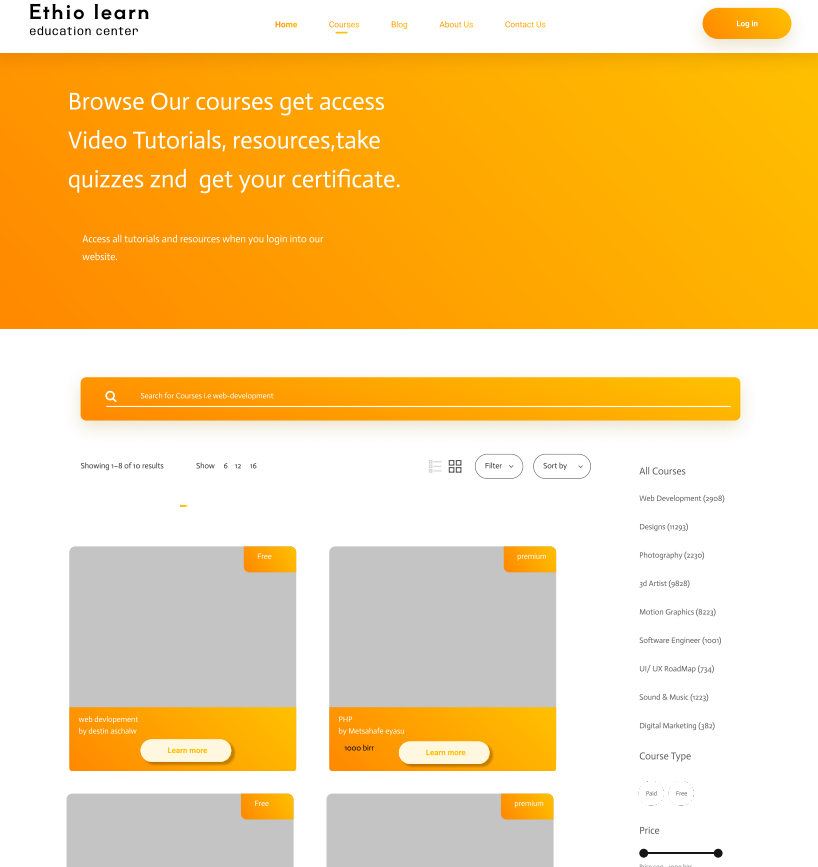 Ethio learn
education center
Home Courses Blog About Us Contact Us
Log in
Browse Our courses get access
Video Tutorials, resources,take
quizzes znd get your certificate.
Access all tutorials and resources when you login into our
website.
Search for Courses i.e web-development
Showing 1-8 of 10 results
Show 6 12 16
Filter
Sort by
Free
web devlopement
by destin aschalw
Learn more
premium
PHP
by Metsahafe eyasu
1000 birr
Learn more
Free
premium
All Courses
Web Development (2908)
Designs (11293)
Photography (2230)
3d Artist (9828)
Motion Graphics (8223)
Software Engineer (1001)
UI/ UX RoadMap (734)
Sound & Music (1223)
Digital Marketing (382)
Course Type
Paid Free
Price